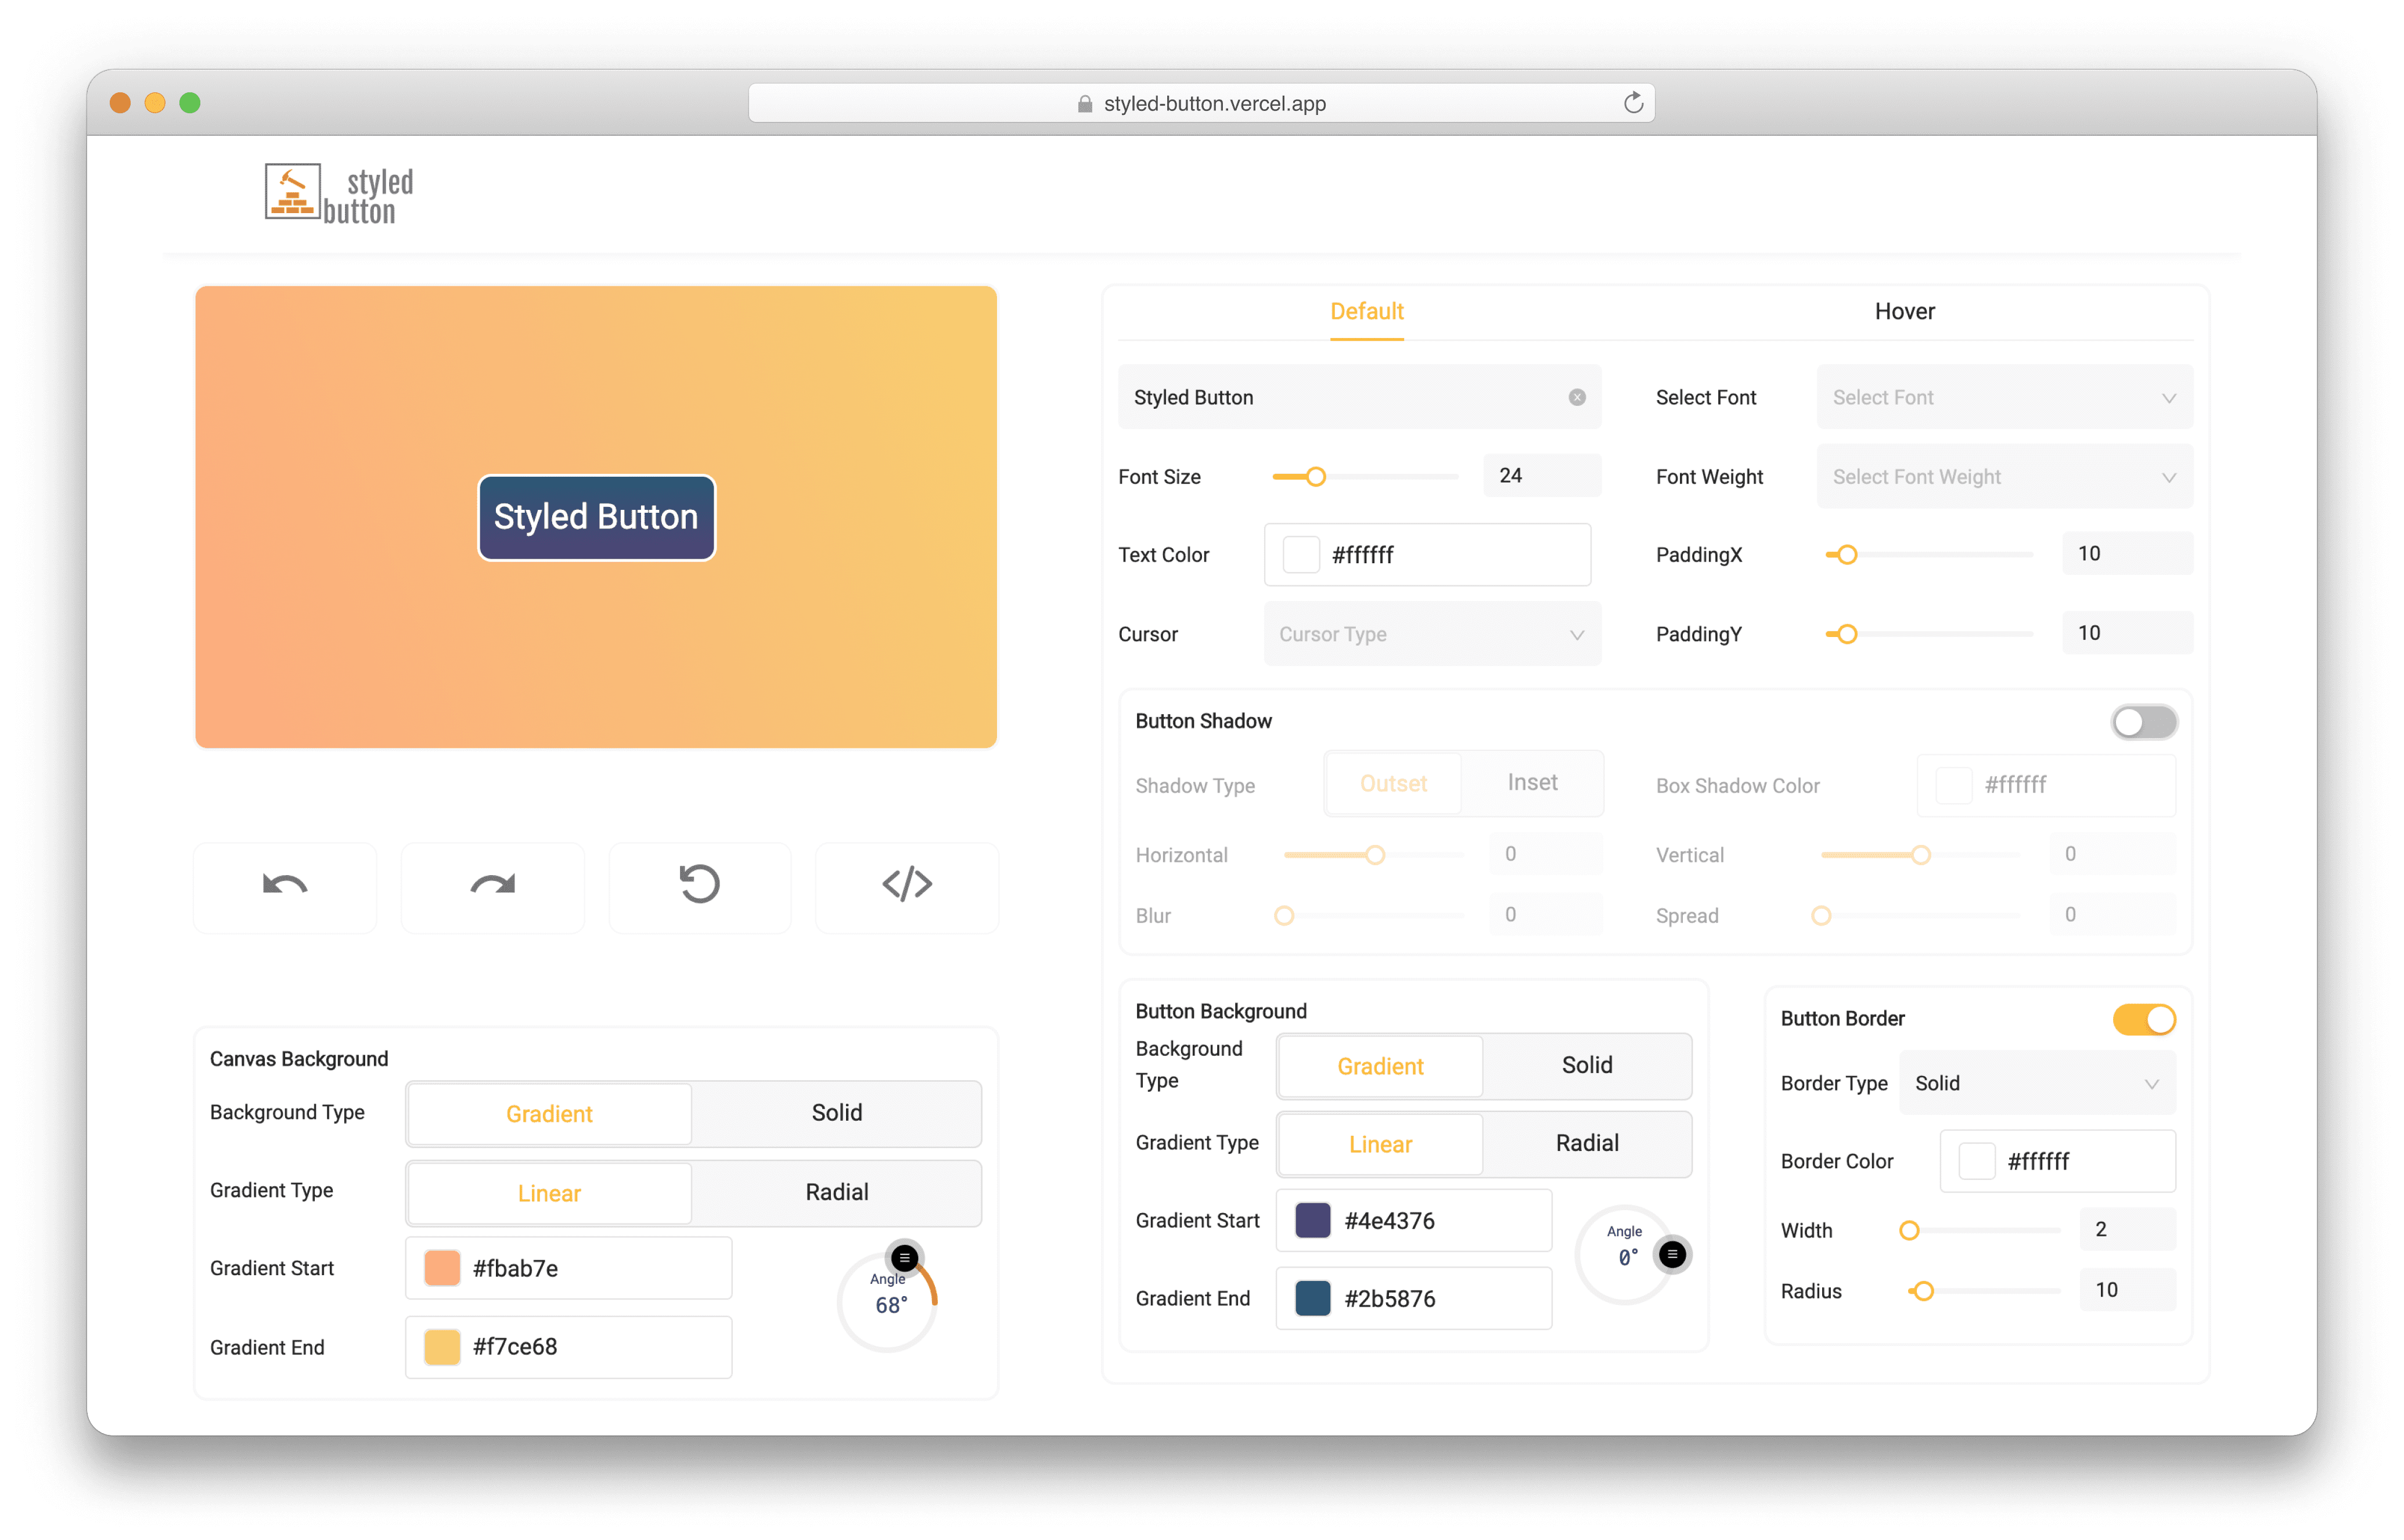 styled-button.vercel.app
styled
button
Styled Button
Canvas Background
Background Type
Gradient
Solid
Gradient Type
Linear
Radial
Gradient Start
#fbab7e
Angle
68°
Gradient End
#f7ce68
Default
Hover
Styled Button
Select Font
Select Font
Font Size
24
Font Weight
Select Font Weight
Text Color
#ffffff
PaddingX
10
Cursor
Cursor Type
PaddingY
10
Button Shadow
Shadow Type
Outset
Inset
Box Shadow Color
#ffffff
Horizontal
0
Vertical
0
Blur
0
Spread
0
Button Background
Background
Type
Gradient
Solid
Gradient Type
Linear
Radial
Gradient Start
#4e4376
Angle
0°
Gradient End
#2b5876
Button Border
Border Type
Solid
Border Color
#ffffff
Width
2
Radius
10